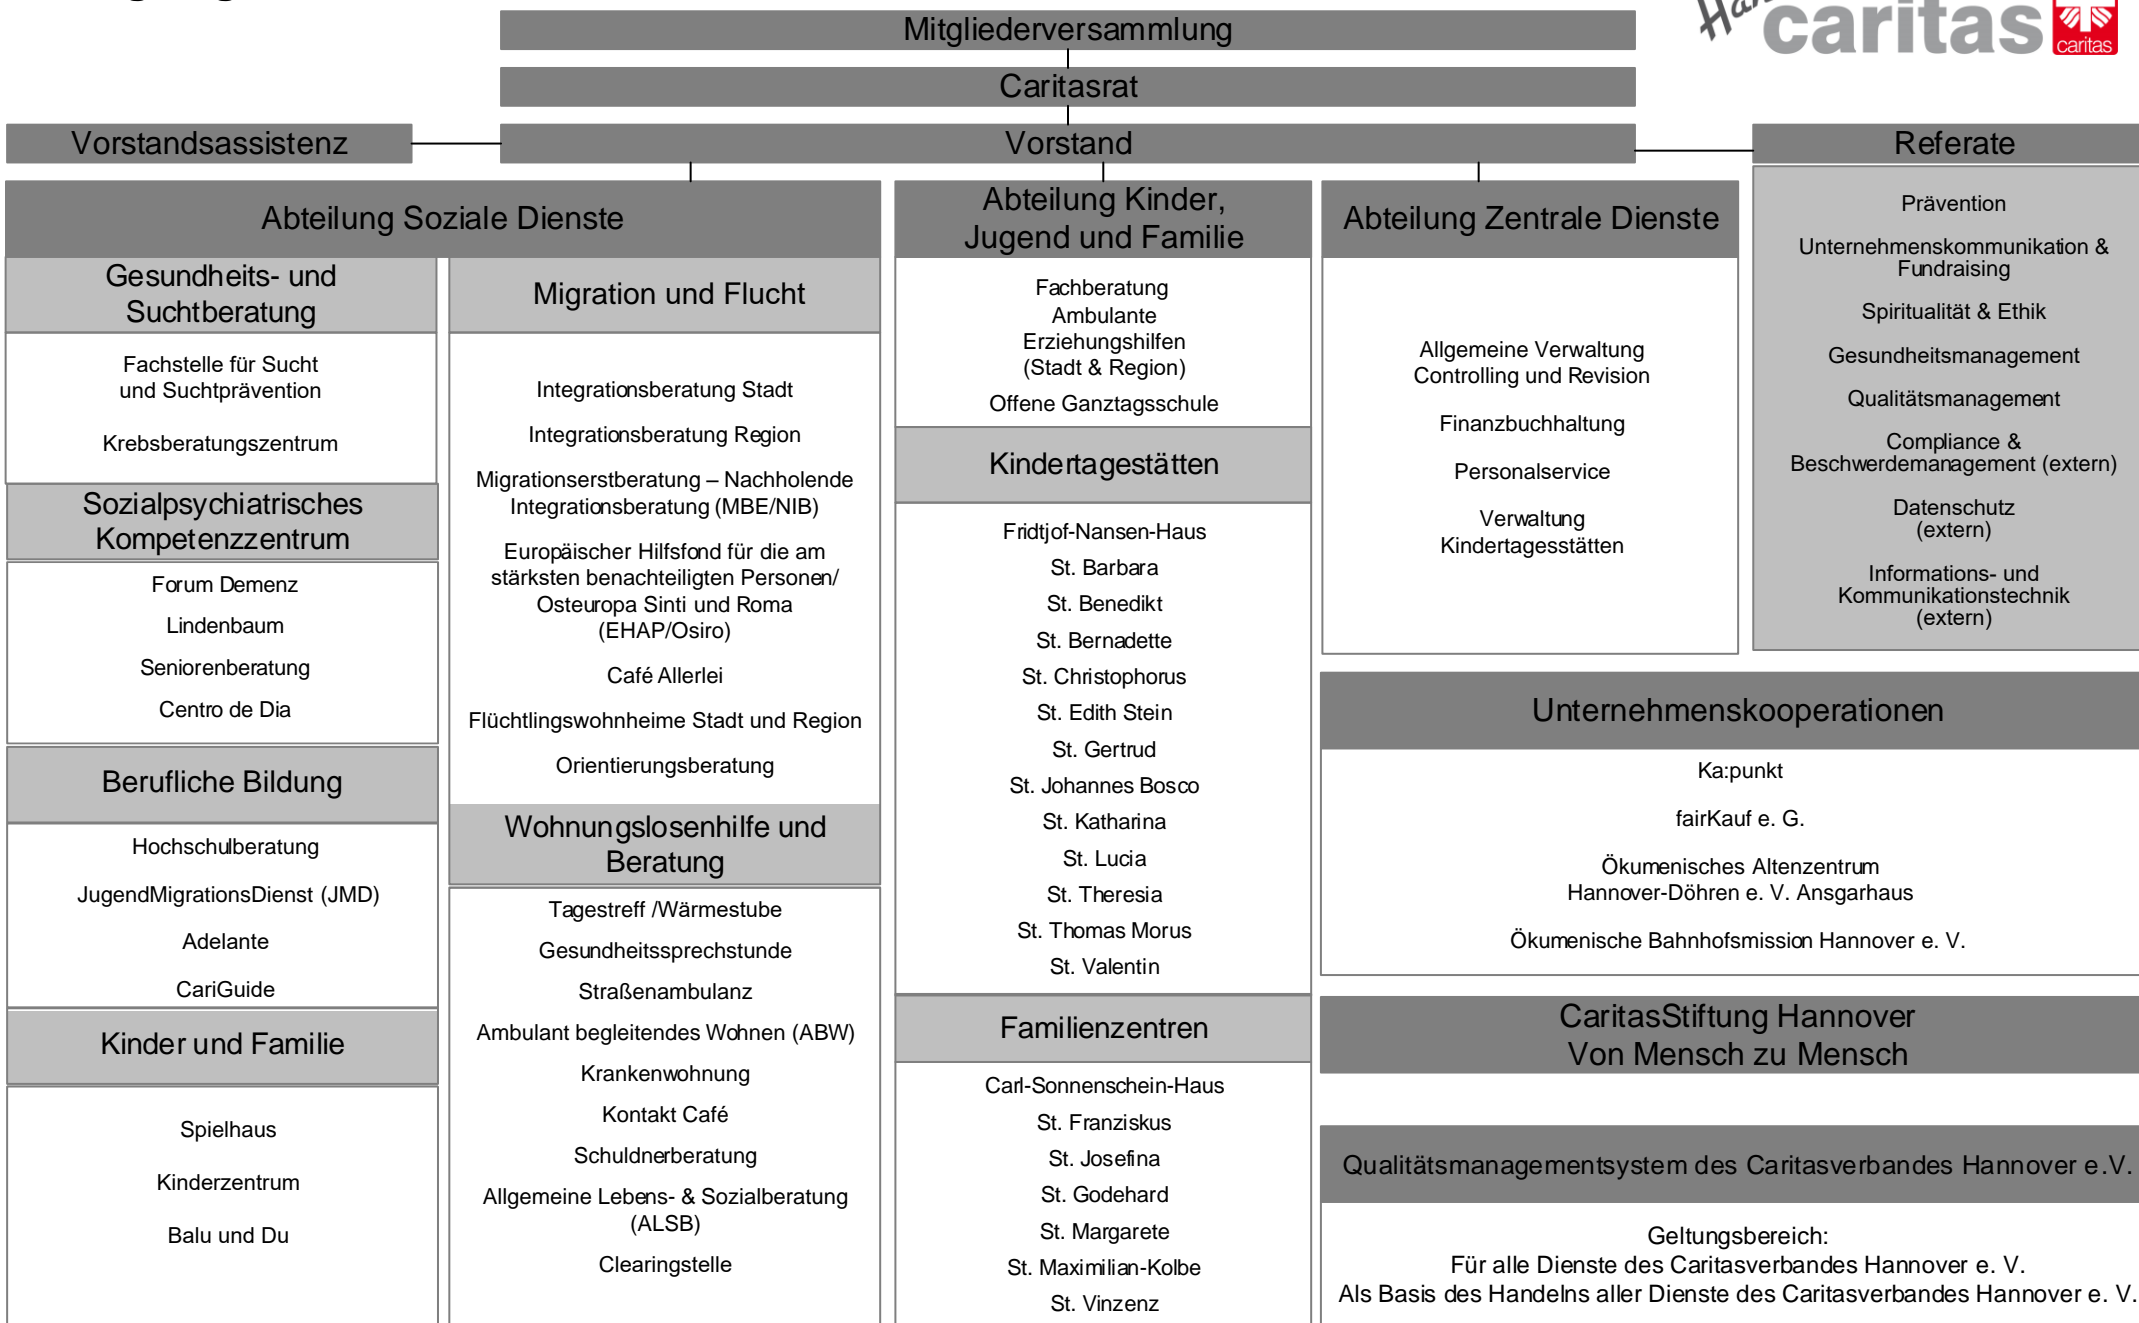 caritas
caritas
Mitgliederversammlung
Caritasrat
Vorstandsassistenz
Vorstand
Referate
Abteilung Soziale Dienste
Gesundheits- und
Suchtberatung
Fachstelle für Sucht
und Suchtprävention
Krebsberatungszentrum
Sozialpsychiatrisches
Kompetenzzentrum
Forum Demenz
Lindenbaum
Seniorenberatung
Centro de Dia
Berufliche Bildung
Hochschulberatung
JugendMigrationsDienst (JMD)
Adelante
CariGuide
Kinder und Familie
Spielhaus
Kinderzentrum
Balu und Du
Migration und Flucht
Integrationsberatung Stadt
Integrationsberatung Region
Migrationserstberatung – Nachholende
Integrationsberatung (MBE/NIB)
Europäischer Hilfsfond für die am
stärksten benachteiligten Personen/
Osteuropa Sinti und Roma
(EHAP/Osiro)
Café Allerlei
Flüchtlingswohnheime Stadt und Region
Orientierungsberatung
Wohnungslosenhilfe und
Beratung
Tagestreff /Wärmestube
Gesundheitssprechstunde
Straßenambulanz
Ambulant begleitendes Wohnen (ABW)
Krankenwohnung
Kontakt Café
Schuldnerberatung
Allgemeine Lebens- & Sozialberatung
(ALSB)
Clearingstelle
Abteilung Kinder,
Jugend und Familie
Fachberatung
Ambulante
Erziehungshilfen
(Stadt & Region)
Offene Ganztagsschule
Kindertagestätten
Fridtjof-Nansen-Haus
St. Barbara
St. Benedikt
St. Bernadette
St. Christophorus
St. Edith Stein
St. Gertrud
St. Johannes Bosco
St. Katharina
St. Lucia
St. Theresia
St. Thomas Morus
St. Valentin
Familienzentren
Carl-Sonnenschein-Haus
St. Franziskus
St. Josefina
St. Godehard
St. Margarete
St. Maximilian-Kolbe
St. Vinzenz
Abteilung Zentrale Dienste
Allgemeine Verwaltung
Controlling und Revision
Finanzbuchhaltung
Personalservice
Verwaltung
Kindertagesstätten
Prävention
Unternehmenskommunikation &
Fundraising
Spiritualität & Ethik
Gesundheitsmanagement
Qualitätsmanagement
Compliance &
Beschwerdemanagement (extern)
Datenschutz
(extern)
Informations- und
Kommunikationstechnik
(extern)
Unternehmenskooperationen
Ka:punkt
fairKauf e. G.
Ökumenisches Altenzentrum
Hannover-Döhren e. V. Ansgarhaus
Ökumenische Bahnhofsmission Hannover e. V.
CaritasStiftung Hannover
Von Mensch zu Mensch
Qualitätsmanagementsystem des Caritasverbandes Hannover e.V.
Geltungsbereich:
Für alle Dienste des Caritasverbandes Hannover e. V.
Als Basis des Handelns aller Dienste des Caritasverbandes Hannover e. V.